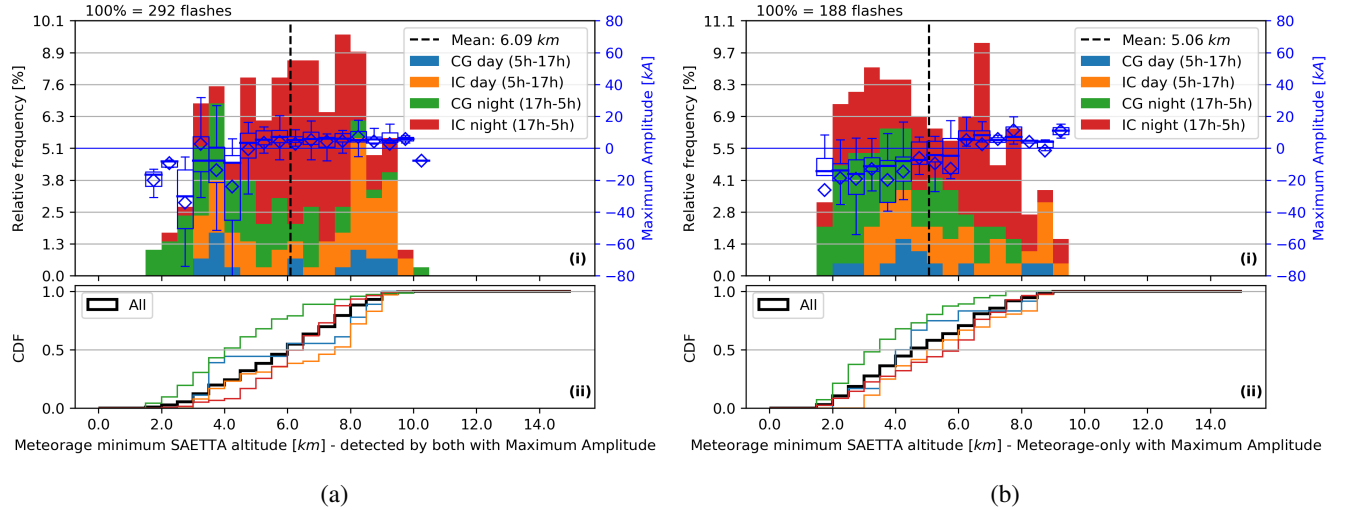 100% = 292 flashes
10.1
8.9
7.6
6.3
5.1
3.8
2.5
1.3
0.0
Relative frequency [%]
80
60
40
20
0
−20
−40
−60
−80
Maximum Amplitude [kA]
Mean: 6.09 km
CG day (5h-17h)
IC day (5h-17h)
CG night (17h-5h)
IC night (17h-5h)
(i)
1.0
0.5
0.0
CDF
All
(ii)
0.0 2.0 4.0 6.0 8.0 10.0 12.0 14.0
Meteorage minimum SAETTA altitude [km] - detected by both with Maximum Amplitude
(a)
100% = 188 flashes
11.1
9.7
8.3
6.9
5.5
4.1
2.8
1.4
0.0
Relative frequency [%]
80
60
40
20
0
−20
−40
−60
−80
Maximum Amplitude [kA]
Mean: 5.06 km
CG day (5h-17h)
IC day (5h-17h)
CG night (17h-5h)
IC night (17h-5h)
(i)
1.0
0.5
0.0
CDF
All
(ii)
0.0 2.0 4.0 6.0 8.0 10.0 12.0 14.0
Meteorage minimum SAETTA altitude [km] - Meteorage-only with Maximum Amplitude
(b)